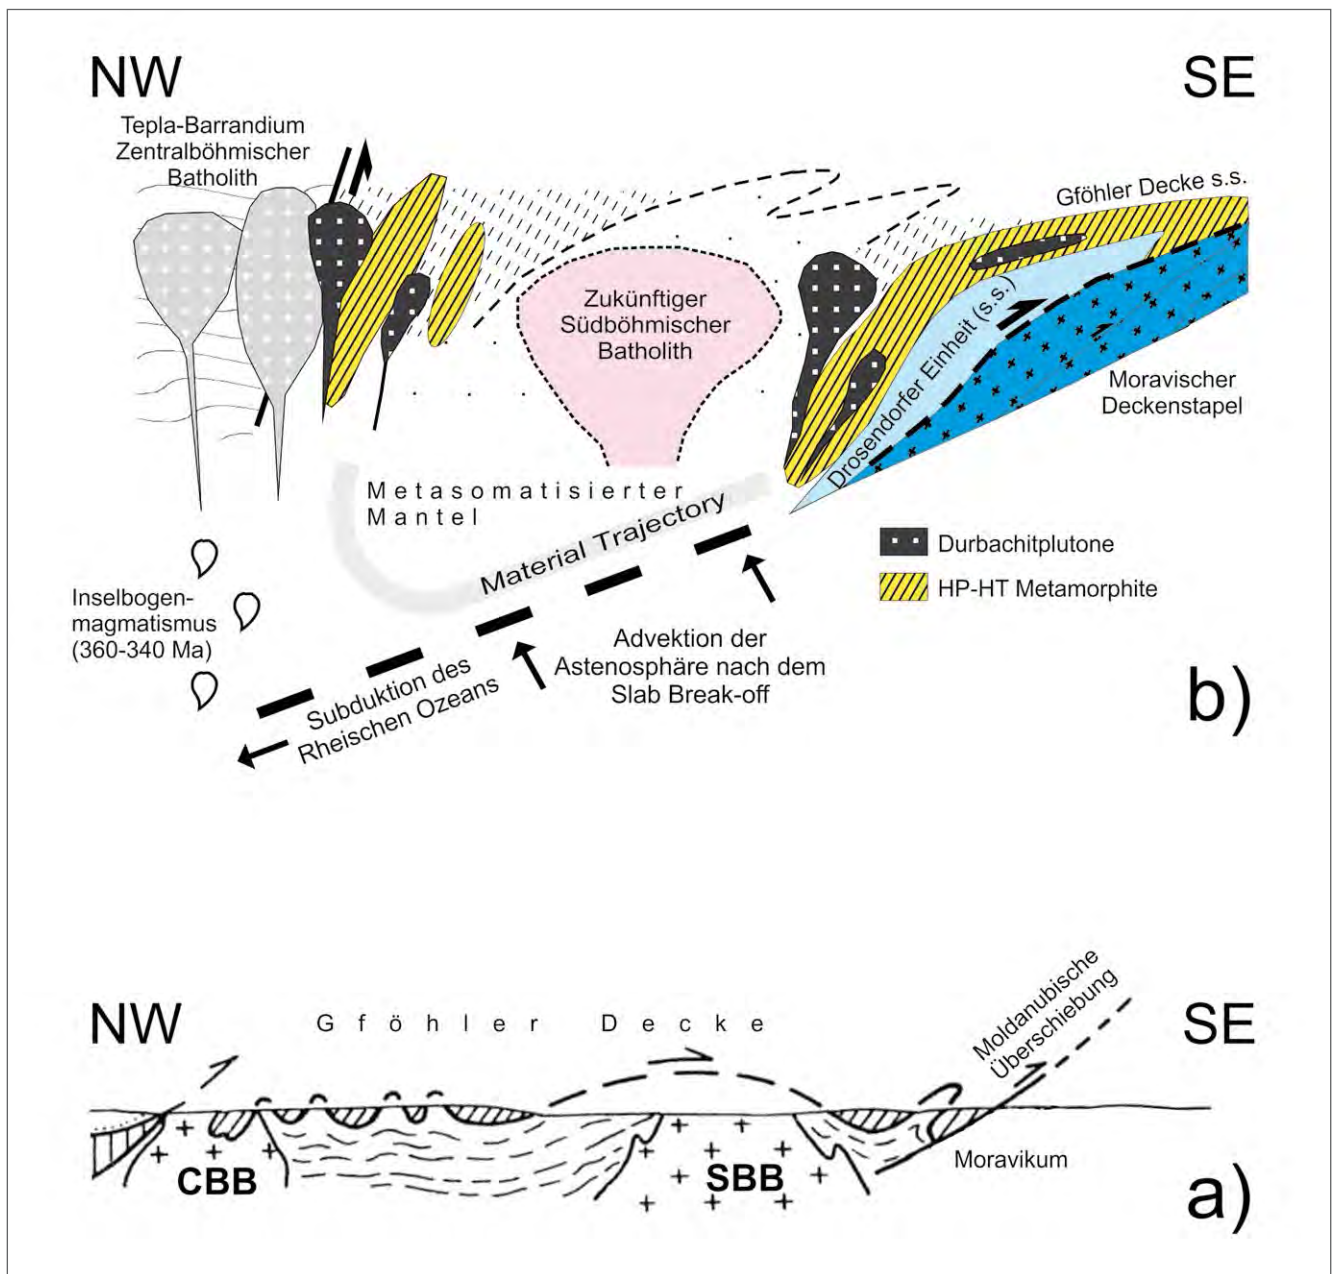 NW
SE
Tepla-Barrandium
Zentralböhmischer
Batholith
Gföhler Decke s.s.
Zukünftiger
Südböhmischer
Batholith
Drosendorfer Einheit (s.s.)
Moravischer
Deckenstapel
Metasomatisierter
Mantel
Material Trajectory
Durbachitplutone
HP-HT Metamorphite
Inselbogen-
magmatismus
(360-340 Ma)
Advektion der
Astenosphäre nach dem
Slab Break-off
Subduktion des
Rheischen Ozeans
b)
NW
Gföhler Decke
Moldanubische
Überschiebung
SE
CBB
SBB
Moravikum
a)